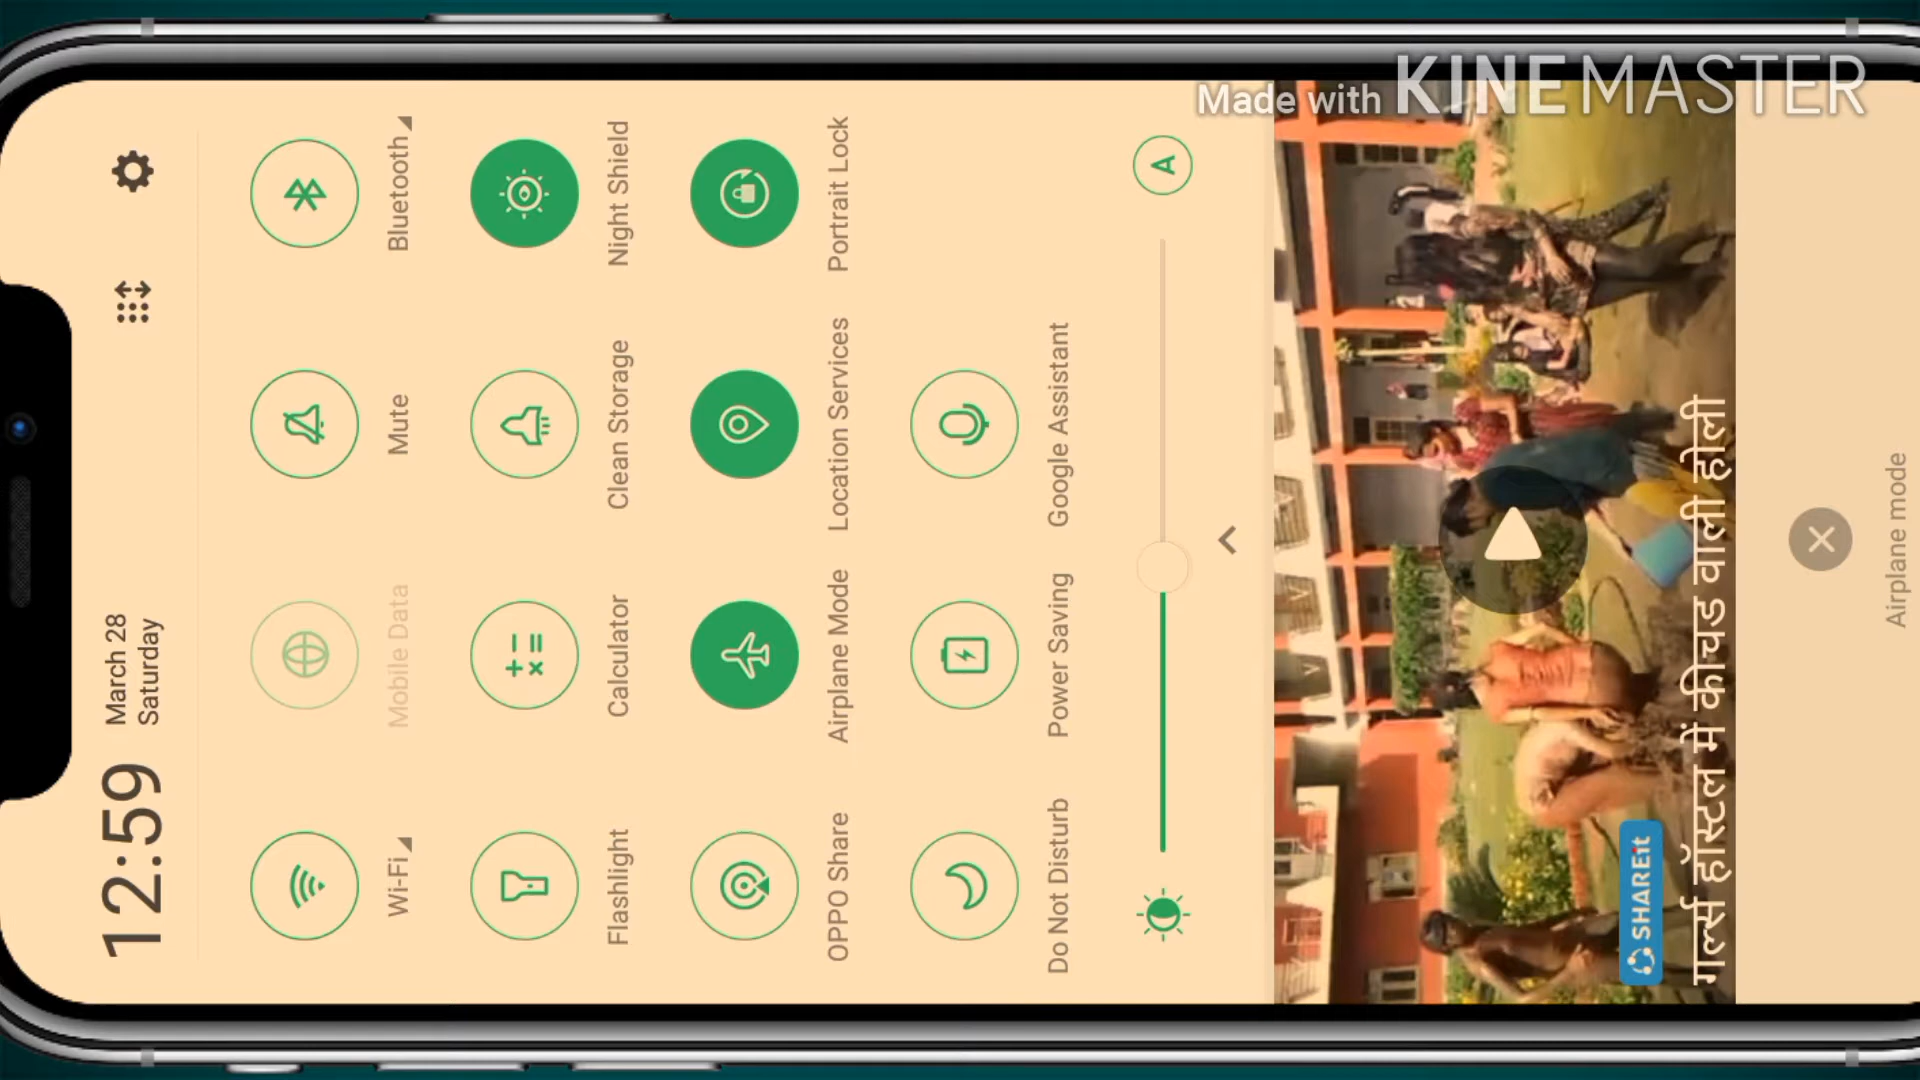 Made with KINEMASTER
12:59
March 28
Saturday
Wi-Fi
Mobile Data
Mute
Bluetooth
Flashlight
Calculator
Clean Storage
Night Shield
OPPO Share
Airplane Mode
Location Services
Portrait Lock
Do Not Disturb
Power Saving
Google Assistant
A
SHAREit
गर्ल्स हॉस्टल में कीचड वाली होली
Airplane mode